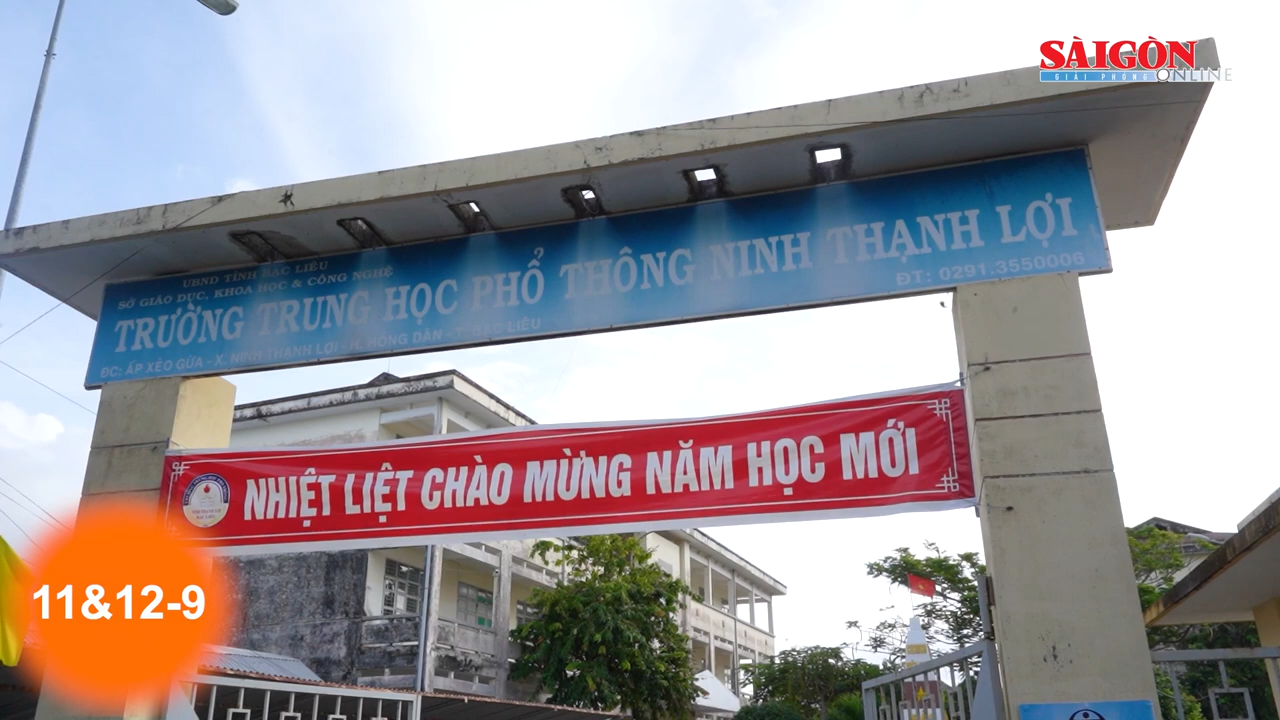 SÀIGÒN
GIẢI PHÓNG ONLINE
UBND TỈNH BẠC LIÊU
SỞ GIÁO DỤC, KHOA HỌC & CÔNG NGHỆ
TRƯỜNG TRUNG HỌC PHỔ THÔNG NINH THẠNH LỢI
ĐC: ẤP XẺO GỪA - X. NINH THẠNH LỢI - H. HỒNG DÂN - T. BẠC LIÊU
ĐT: 0291.3550006
NHIỆT LIỆT CHÀO MỪNG NĂM HỌC MỚI
11&12-9